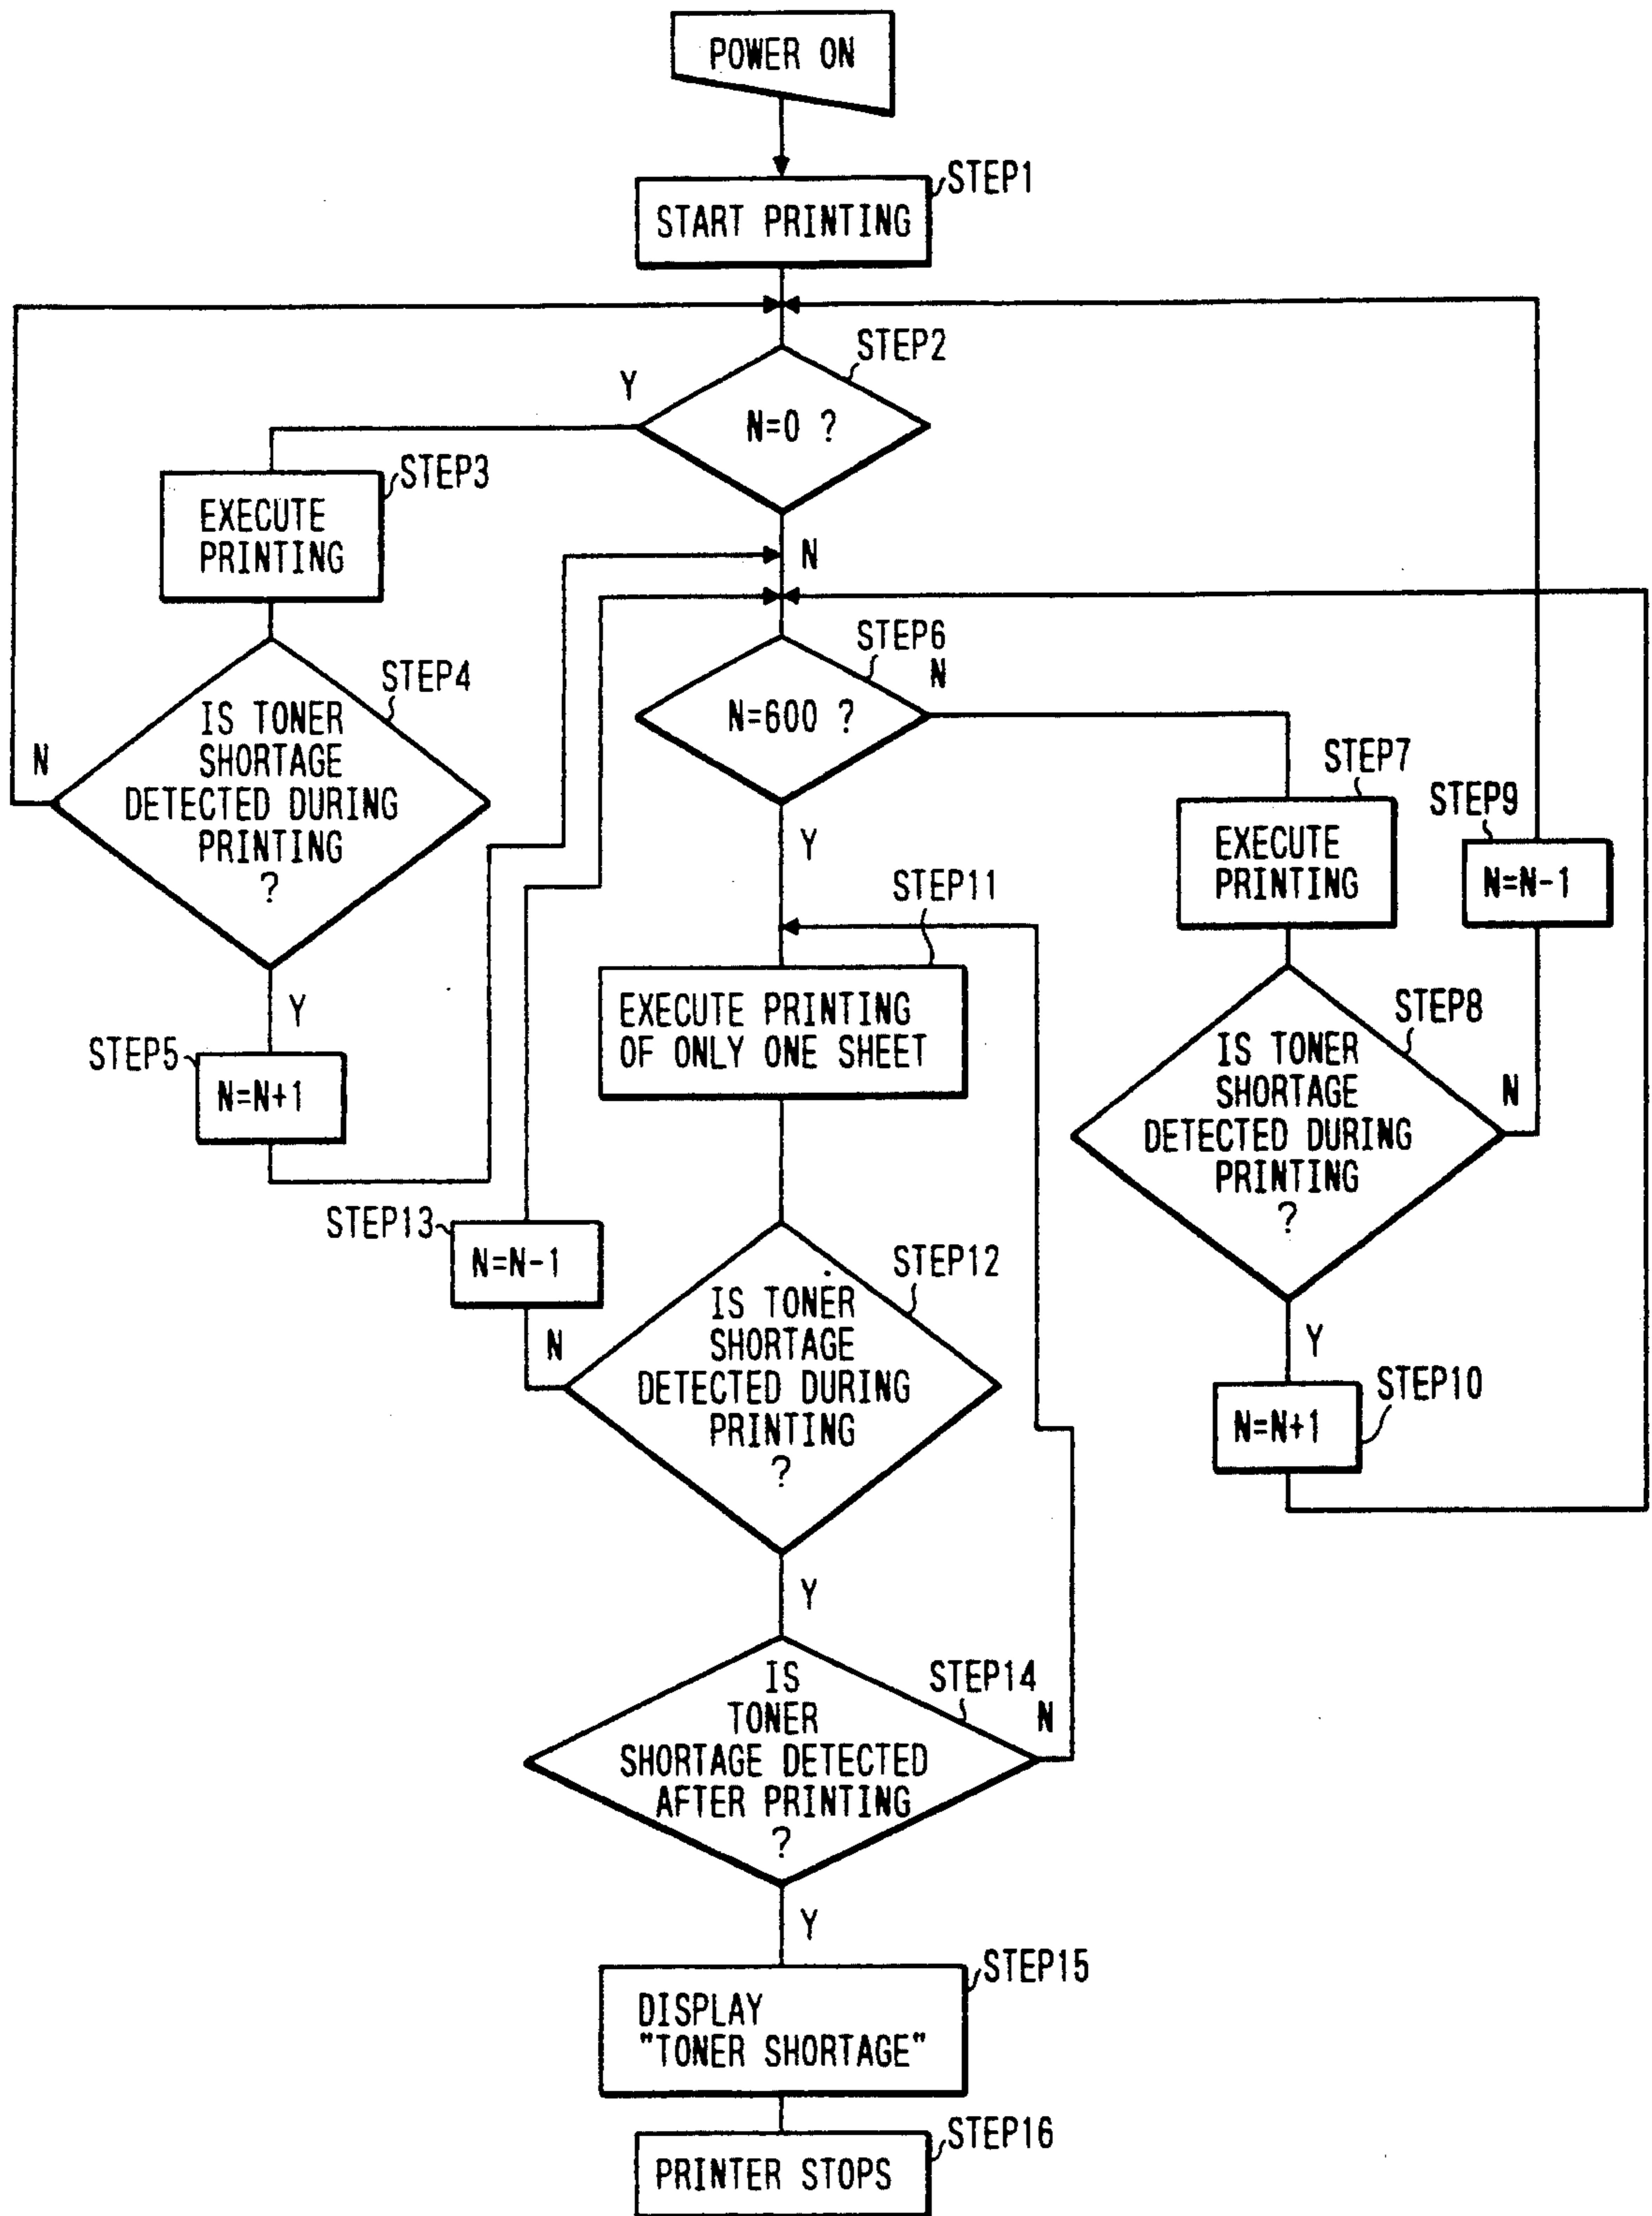 POWER ON
STEP1
START PRINTING
STEP2
Y
N=0 ?
STEP3
EXECUTE
PRINTING
N
STEP6
N
N=600 ?
STEP4
IS TONER
SHORTAGE
DETECTED DURING
PRINTING
?
N
Y
STEP5
N=N+1
Y
STEP7
EXECUTE
PRINTING
STEP9
N=N-1
STEP11
EXECUTE PRINTING
OF ONLY ONE SHEET
STEP8
IS TONER
SHORTAGE
DETECTED DURING
PRINTING
?
N
Y
STEP10
N=N+1
STEP13
N=N-1
N
STEP12
IS TONER
SHORTAGE
DETECTED DURING
PRINTING
?
Y
STEP14
IS
TONER
SHORTAGE DETECTED
AFTER PRINTING
?
N
Y
STEP15
DISPLAY
"TONER SHORTAGE"
STEP16
PRINTER STOPS